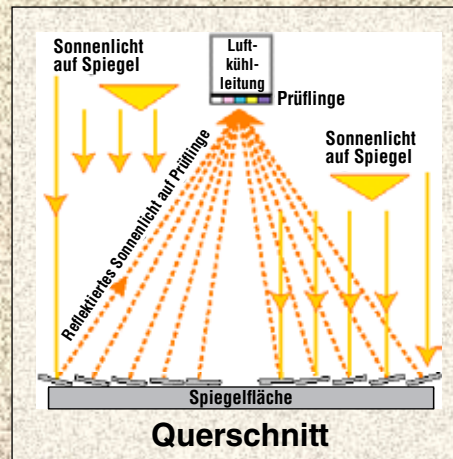 Sonnenlicht
auf Spiegel
Luft-
kühl-
leitung
Prüflinge
Sonnenlicht
auf Spiegel
Reflektiertes Sonnenlicht auf Prüflinge
Spiegelfläche
Querschnitt